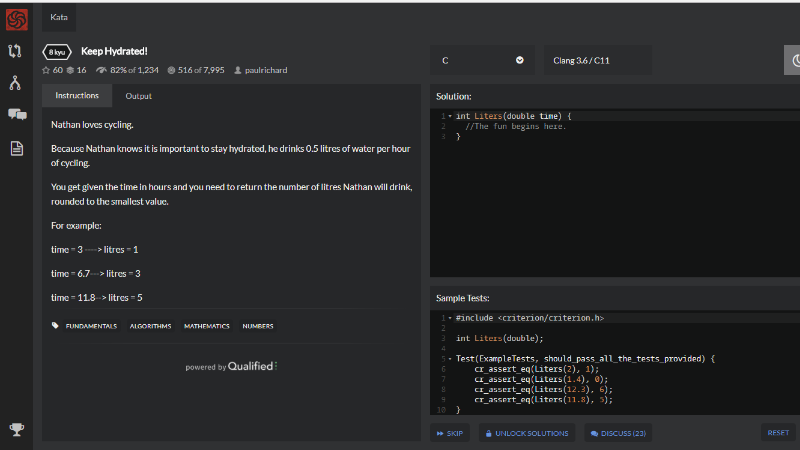 Kata
8 kyu Keep Hydrated!
60 16 82% of 1,234 516 of 7,995 paulrichard
C
Clang 3.6 / C11
Instructions
Output
Nathan loves cycling.
Because Nathan knows it is important to stay hydrated, he drinks 0.5 litres of water per hour
of cycling.
You get given the time in hours and you need to return the number of litres Nathan will drink,
rounded to the smallest value.
For example:
time = 3 ----> litres = 1
time = 6.7---> litres = 3
time = 11.8--> litres = 5
FUNDAMENTALS ALGORITHMS MATHEMATICS NUMBERS
powered by Qualified
Solution:
1 int Liters(double time) {
2 //The fun begins here.
3 }
Sample Tests:
1 #include <criterion/criterion.h>
2
3 int Liters(double);
4
5 Test(ExampleTests, should_pass_all_the_tests_provided) {
6 cr_assert_eq(Liters(2), 1);
7 cr_assert_eq(Liters(1.4), 0);
8 cr_assert_eq(Liters(12.3), 6);
9 cr_assert_eq(Liters(11.8), 5);
10 }
SKIP
UNLOCK SOLUTIONS
DISCUSS (23)
RESET